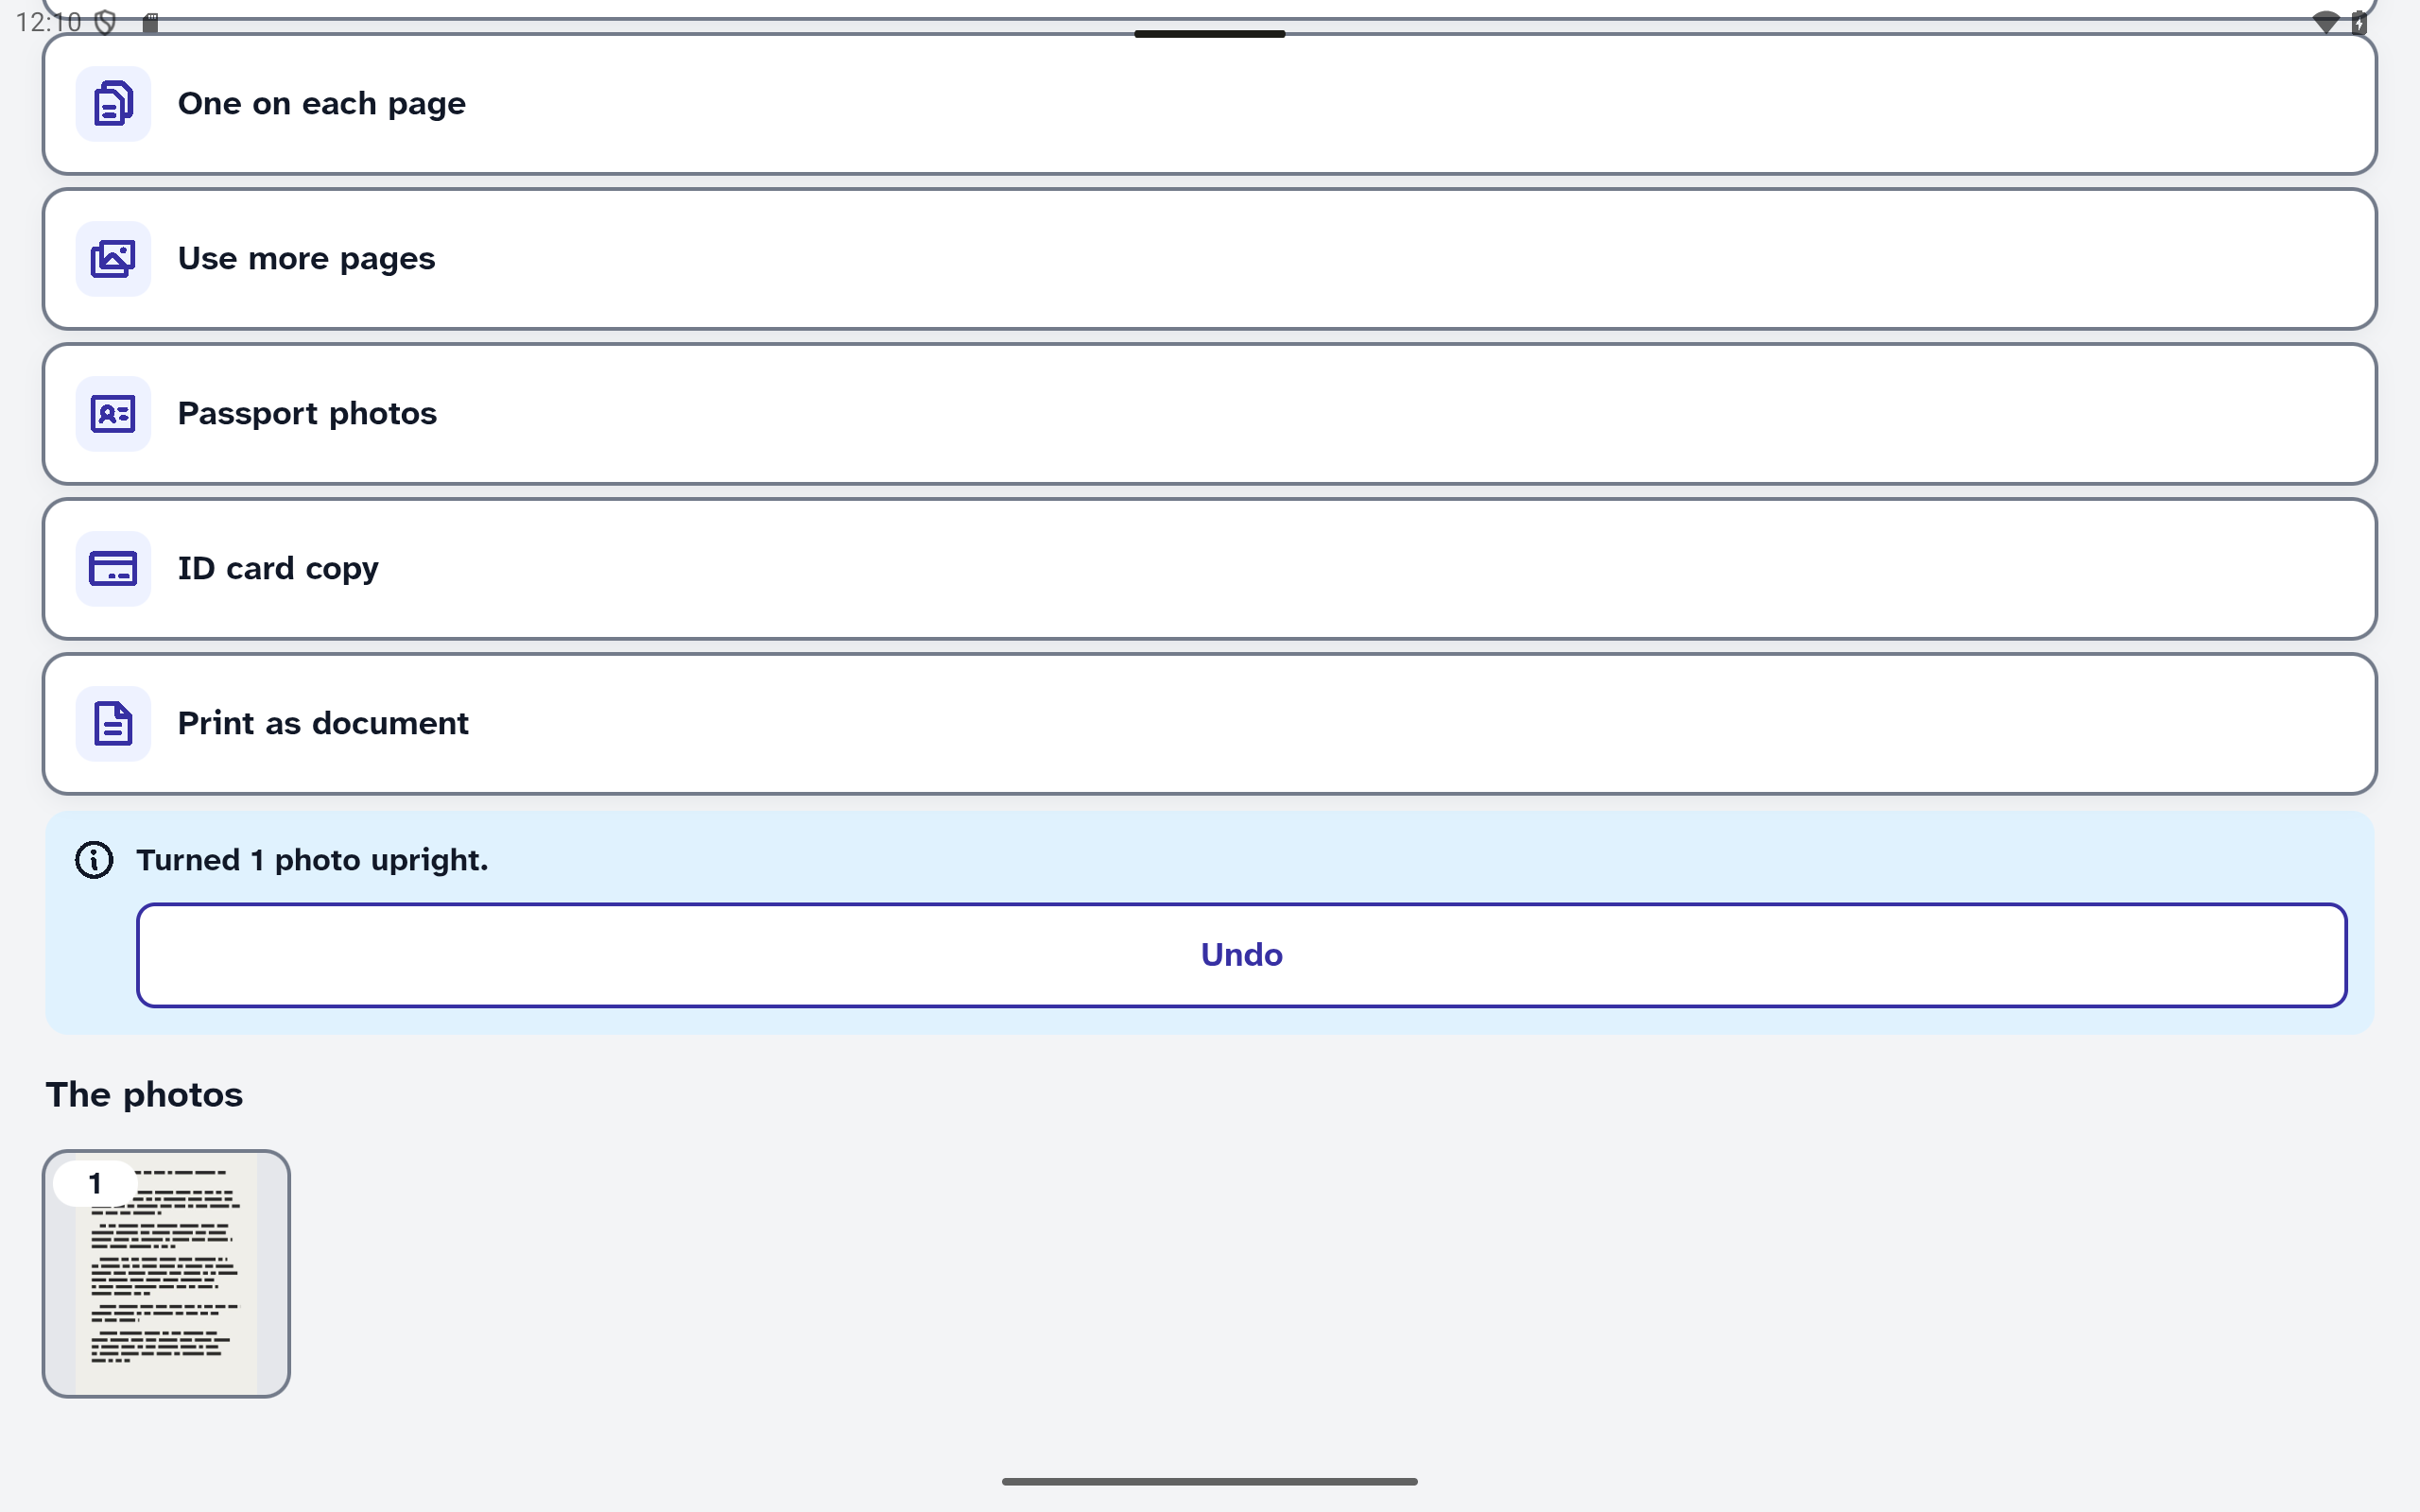 12:10
One on each page
Use more pages
Passport photos
ID card copy
Print as document
Turned 1 photo upright.
Undo
The photos
1